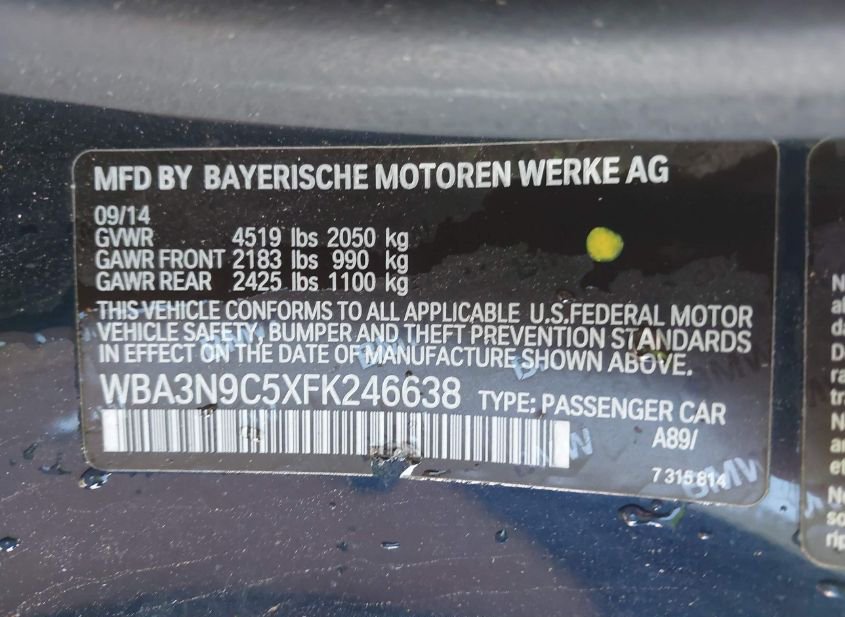 MFD BY BAYERISCHE MOTOREN WERKE AG
09/14
GVWR 4519 lbs 2050 kg
GAWR FRONT 2183 lbs 990 kg
GAWR REAR 2425 lbs 1100 kg
THIS VEHICLE CONFORMS TO ALL APPLICABLE U.S.FEDERAL MOTOR
VEHICLE SAFETY, BUMPER AND THEFT PREVENTION STANDARDS
IN EFFECT ON THE DATE OF MANUFACTURE SHOWN ABOVE.
WBA3N9C5XFK246638 TYPE: PASSENGER CAR
A89/
7 315 814
BMW